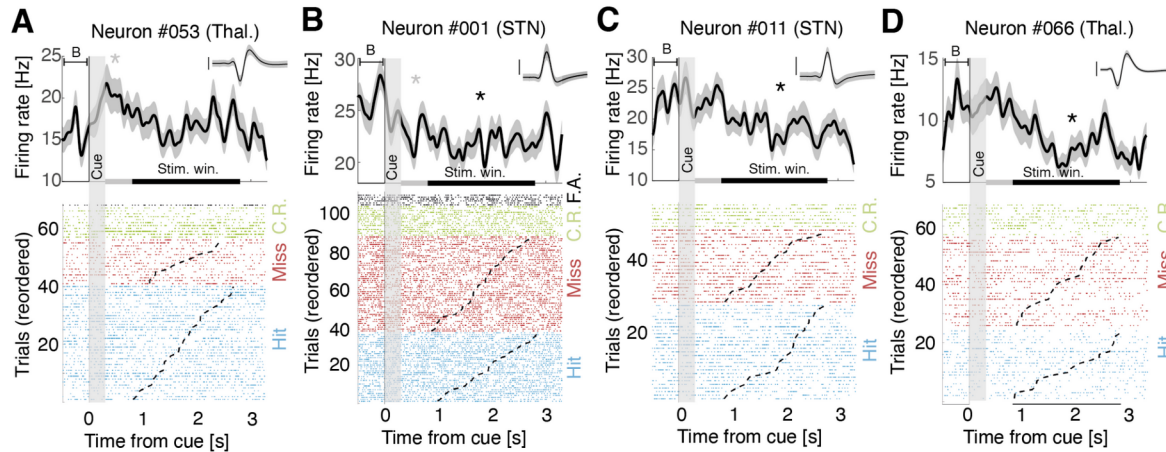 A
Neuron #053 (Thal.)
Firing rate [Hz]
25
20
15
10
B
*
Cue
Stim. win.
Trials (reordered)
60
40
20
C.R.
Miss
Hit
0
1
2
3
Time from cue [s]
B
Neuron #001 (STN)
Firing rate [Hz]
30
26
22
20
B
*
*
Cue
Stim. win.
Trials (reordered)
100
80
60
40
20
F.A.
C.R.
Miss
Hit
0
1
2
3
Time from cue [s]
C
Neuron #011 (STN)
Firing rate [Hz]
30
25
20
15
10
B
*
Cue
Stim. win.
Trials (reordered)
40
20
C.R.
Miss
Hit
0
1
2
3
Time from cue [s]
D
Neuron #066 (Thal.)
Firing rate [Hz]
15
10
5
B
*
Cue
Stim. win.
Trials (reordered)
60
40
20
C.R.
Miss
Hit
0
1
2
3
Time from cue [s]